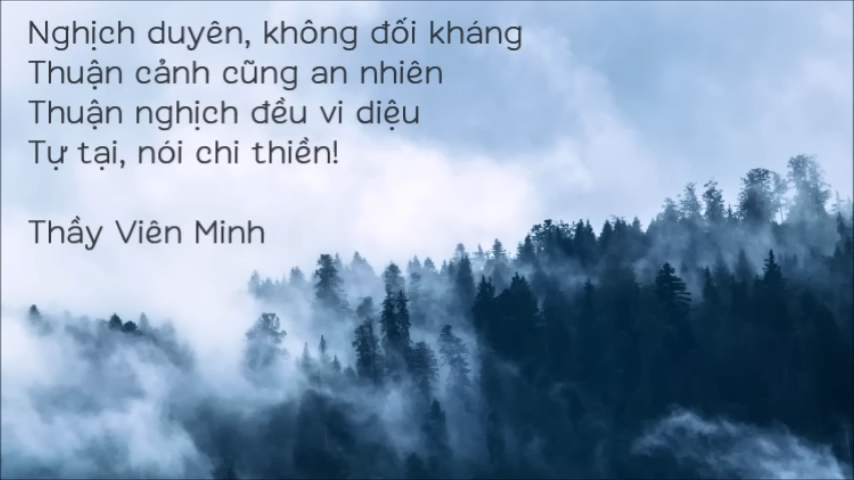 Nghịch duyên, không đối kháng
Thuận cảnh cũng an nhiên
Thuận nghịch đều vi diệu
Tự tại, nói chi thiền!
Thầy Viên Minh